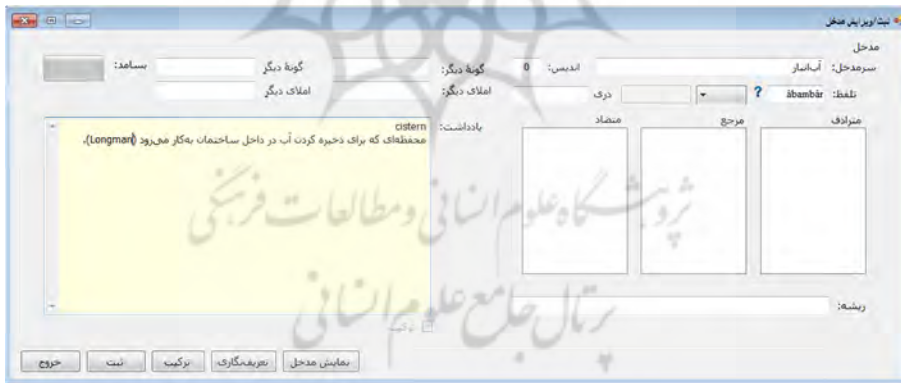 ثبت/ویرایش مدخل
مدخل
سرمدخل: آب‌انبار اندیس: 0 گونهٔ دیگر: گونهٔ دیگر بسامد:
تلفظ: ābambār ? دری املای دیگر: املای دیگر
مترادف مرجع متضاد یادداشت: cistern
محفظه‌ای که برای ذخیره کردن آب در داخل ساختمان به‌کار می‌رود (Longman).
پژوهشگاه علوم انسانی و مطالعات فرهنگی
ریشه:
پرتال جامع علوم انسانی
ترکیب
نمایش مدخل تعریف‌نگاری ترکیب ثبت خروج